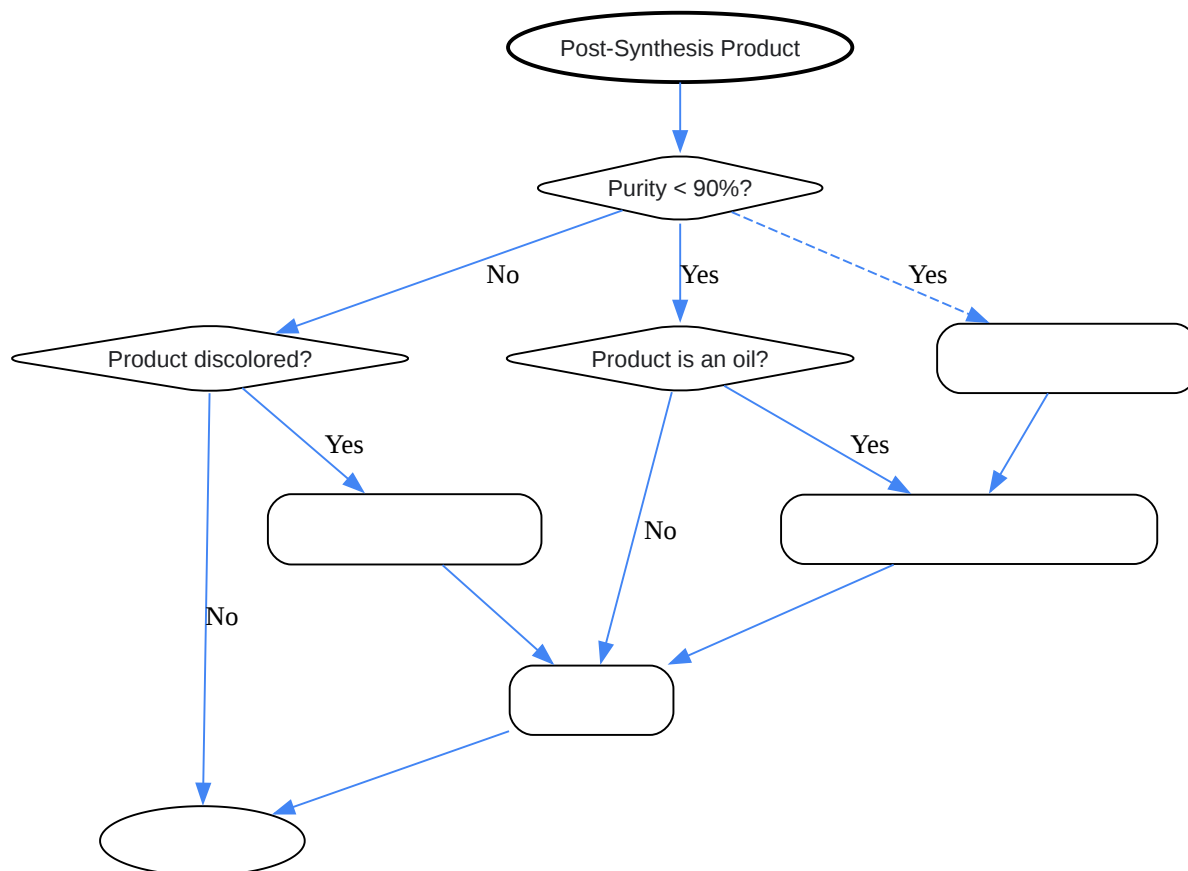 Post-Synthesis Product
Purity < 90%?
No
Yes
Yes
Product discolored?
Product is an oil?
Yes
Yes
No
No